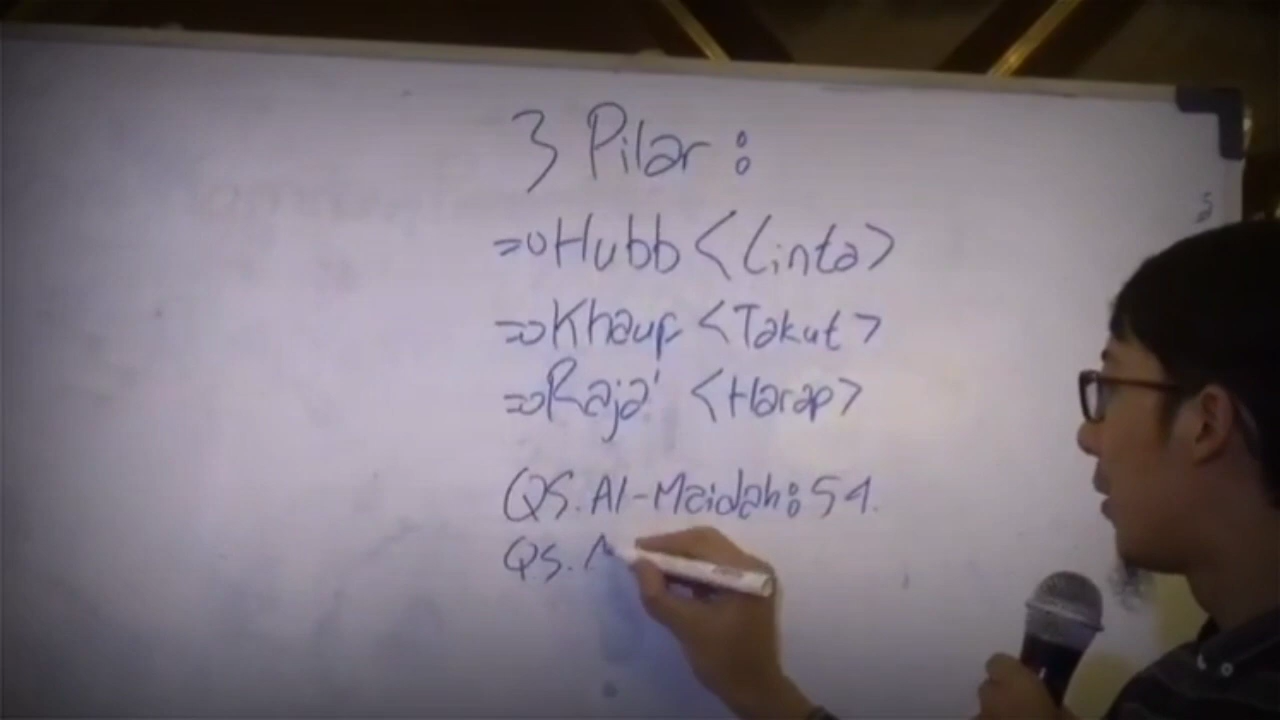 3 Pilar :
⇒ Hubb <Cinta>
⇒ Khauf <Takut>
⇒ Raja' <Harap>
QS. Al-Maidah : 54.
QS. A